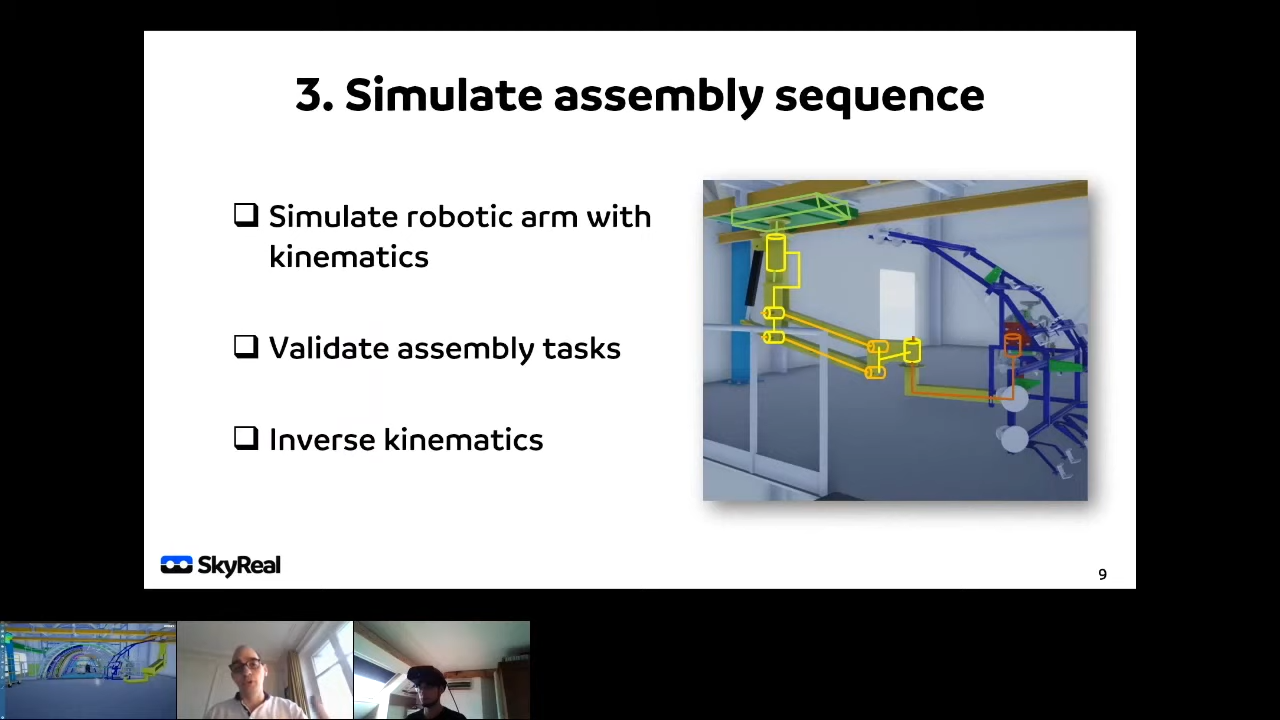 3. Simulate assembly sequence
Simulate robotic arm with
kinematics
Validate assembly tasks
Inverse kinematics
SkyReal
9